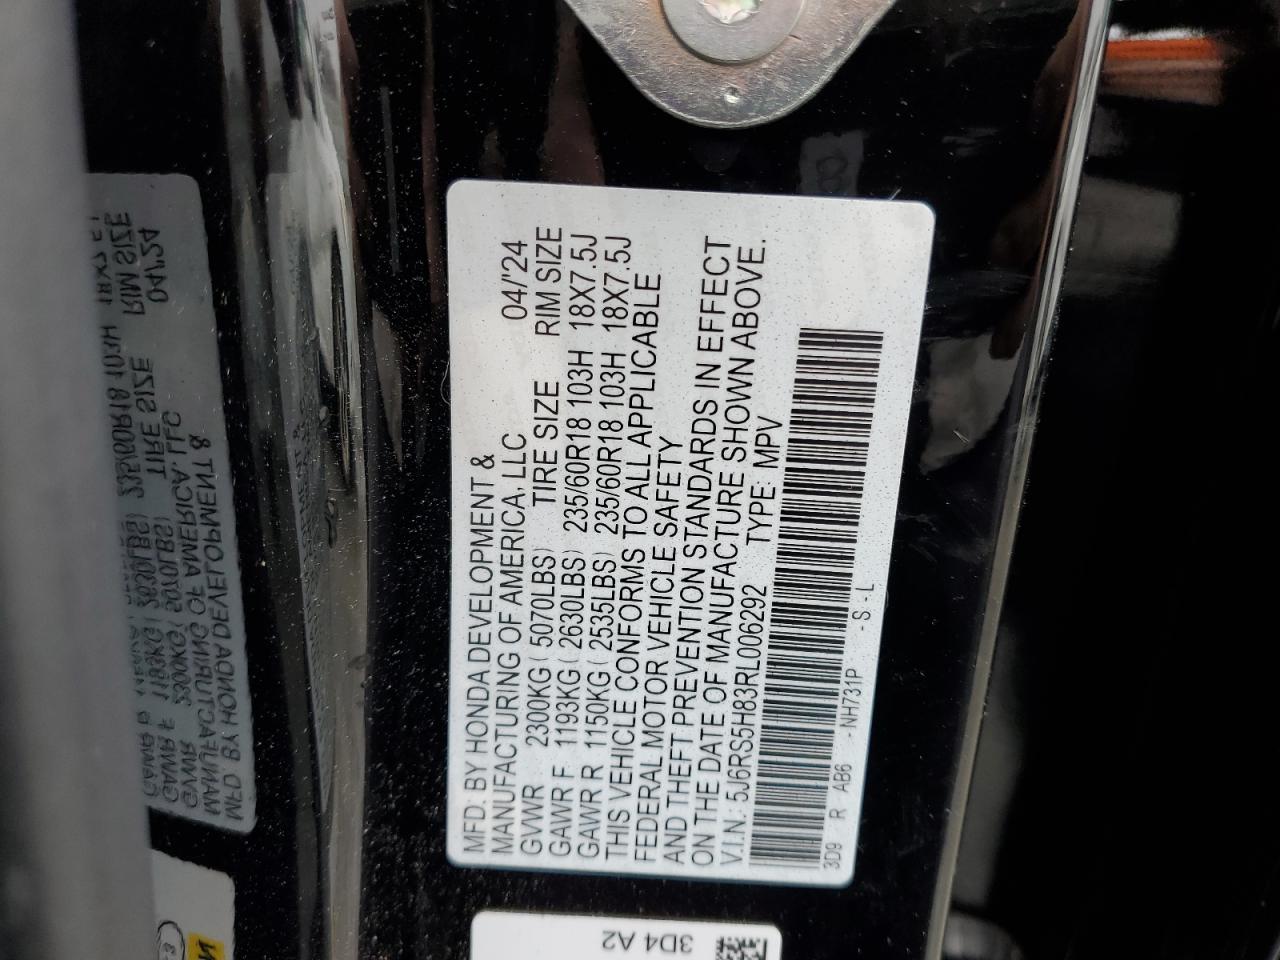 MFD. BY HONDA DEVELOPMENT &
MANUFACTURING OF AMERICA, LLC 04/'24
GVWR 2300KG ( 5070LBS) TIRE SIZE RIM SIZE
GAWR F 1193KG ( 2630LBS) 235/60R18 103H 18X7.5J
GAWR R 1150KG ( 2535LBS) 235/60R18 103H 18X7.5J
THIS VEHICLE CONFORMS TO ALL APPLICABLE
FEDERAL MOTOR VEHICLE SAFETY
AND THEFT PREVENTION STANDARDS IN EFFECT
ON THE DATE OF MANUFACTURE SHOWN ABOVE.
V.I.N.: 5J6RS5H83RL006292 TYPE: MPV
3D9 R AB6 -NH731P -S-L
3D4 A2